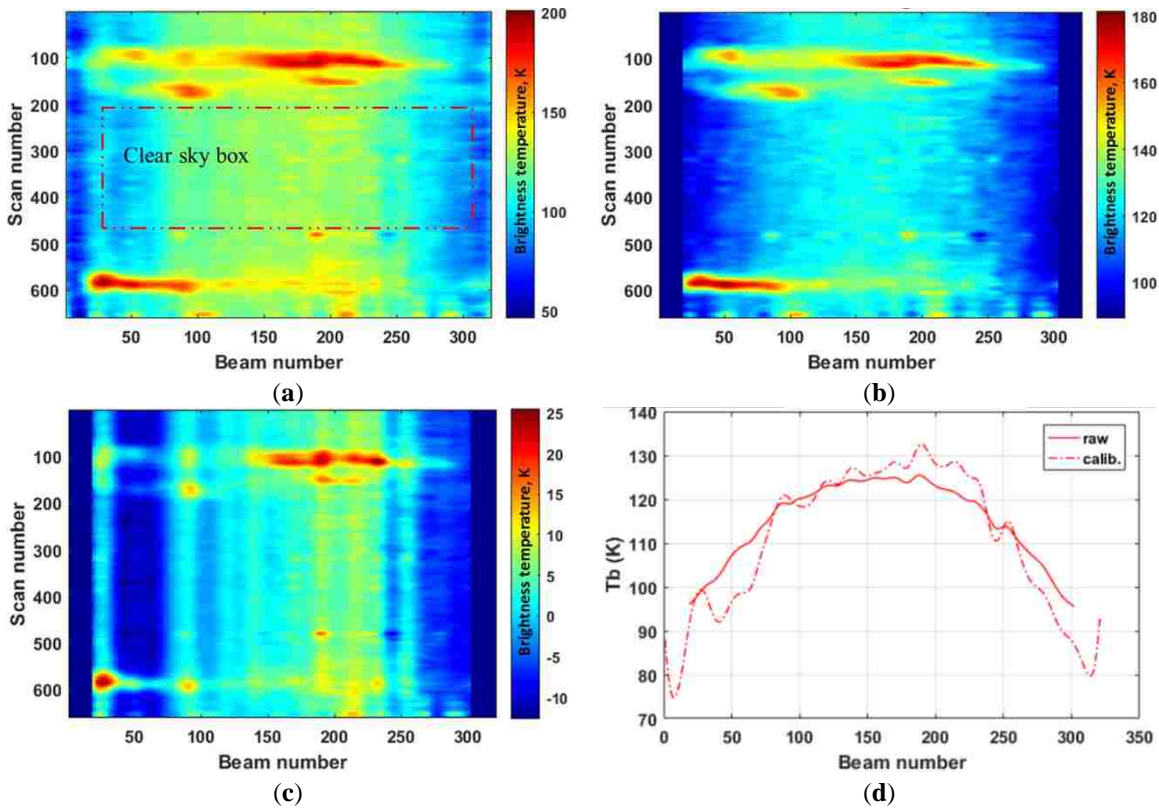 100
200
300
400
500
600
Scan number
Clear sky box
50 100 150 200 250 300
Beam number
200
150
100
50
Brightness temperature, K
(a)
100
200
300
400
500
600
Scan number
50 100 150 200 250 300
Beam number
180
160
140
120
100
Brightness temperature, K
(b)
100
200
300
400
500
600
Scan number
50 100 150 200 250 300
Beam number
25
20
15
10
5
0
-5
-10
Brightness temperature, K
(c)
140
130
120
110
100
90
80
70
Tb (K)
raw
calib.
0 50 100 150 200 250 300 350
Beam number
(d)